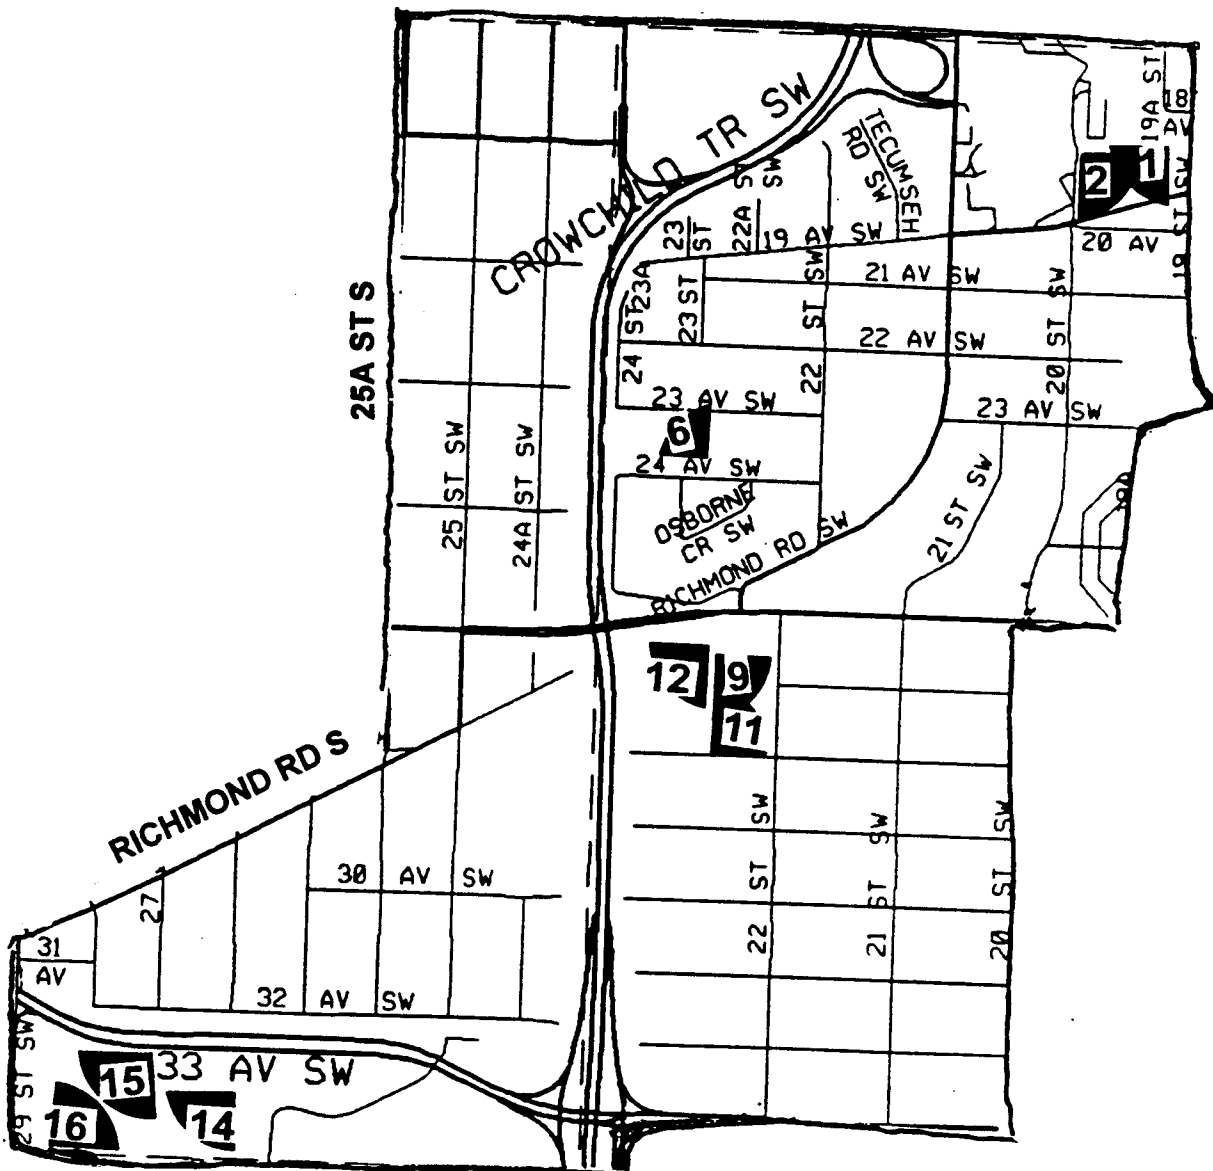 CROWCHILD TR SW
TECUMSEH
RD SW
19A ST
18
AV
2
1
19 ST SW
20 AV
23
ST
22A ST
SW
19 AV SW
23A
21 AV SW
20 ST SW
25A ST S
24 ST
23 ST
22 ST SW
22 AV SW
23 AV SW
23 AV SW
6
24 AV SW
25 ST SW
24A ST SW
OSBORNE
CR SW
21 ST SW
19A
RICHMOND RD SW
12
9
11
RICHMOND RD S
22 ST SW
21 ST SW
20 ST SW
30 AV SW
27
31
AV
32 AV SW
29 ST SW
33 AV SW
15
16
14